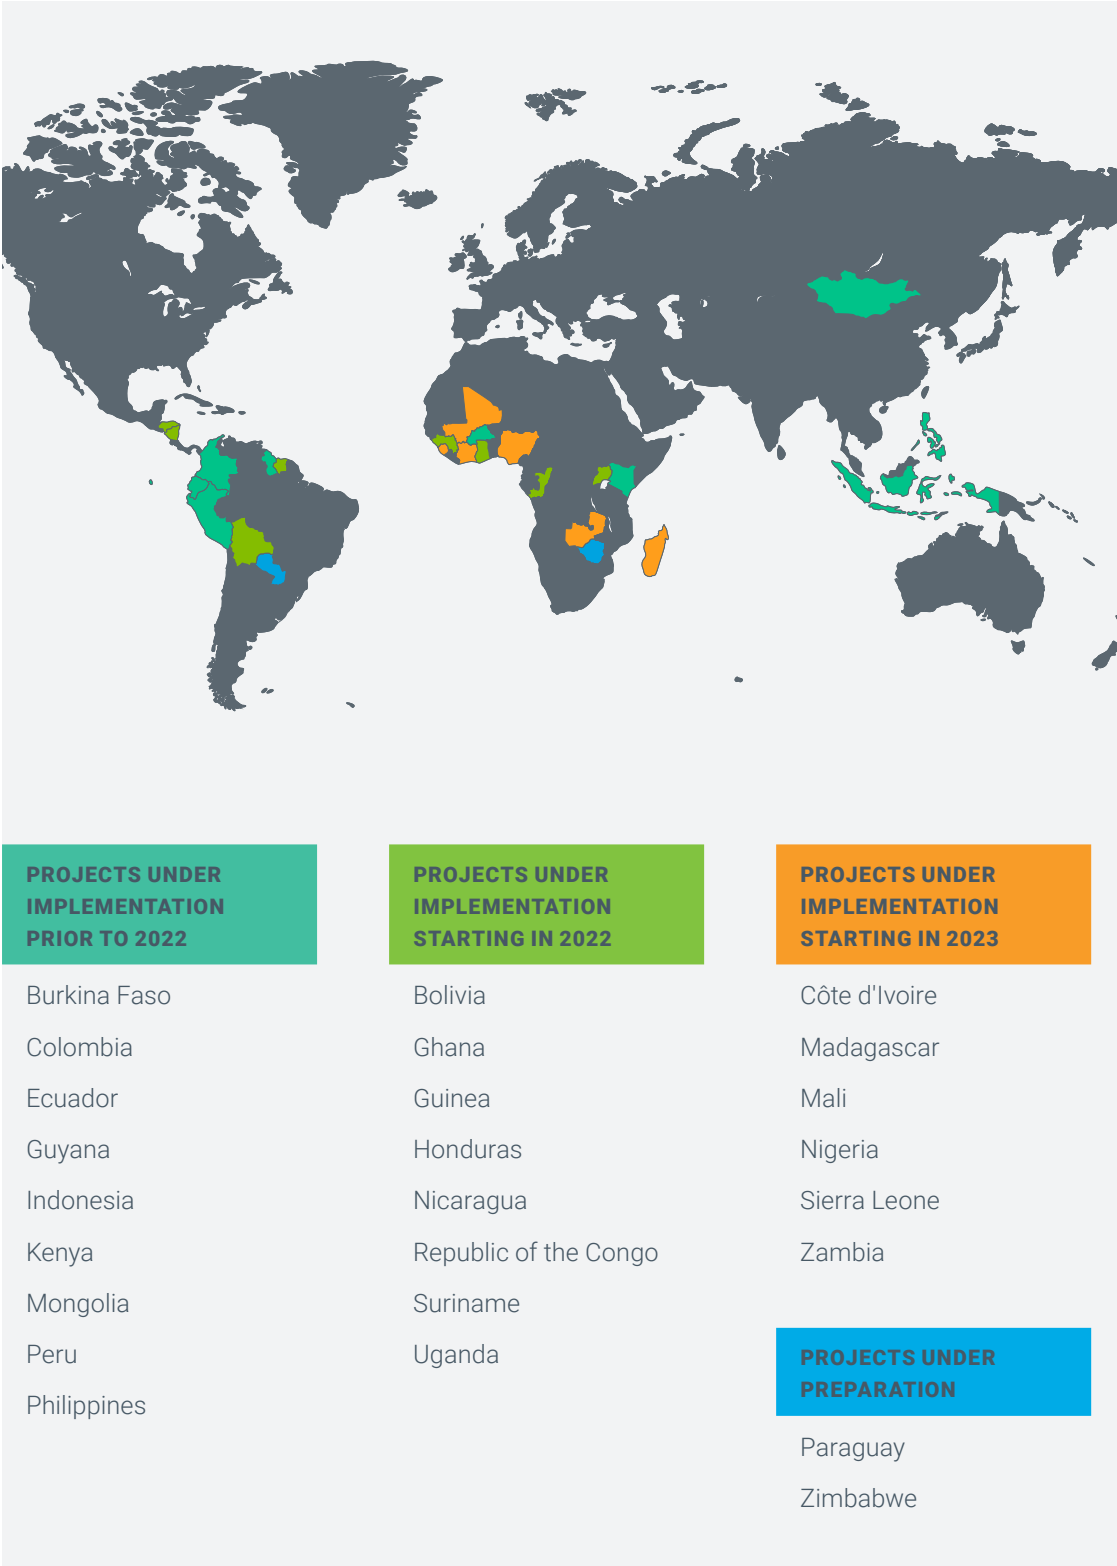 PROJECTS UNDER
IMPLEMENTATION
PRIOR TO 2022
Burkina Faso
Colombia
Ecuador
Guyana
Indonesia
Kenya
Mongolia
Peru
Philippines
PROJECTS UNDER
IMPLEMENTATION
STARTING IN 2022
Bolivia
Ghana
Guinea
Honduras
Nicaragua
Republic of the Congo
Suriname
Uganda
PROJECTS UNDER
IMPLEMENTATION
STARTING IN 2023
Côte d'Ivoire
Madagascar
Mali
Nigeria
Sierra Leone
Zambia
PROJECTS UNDER
PREPARATION
Paraguay
Zimbabwe